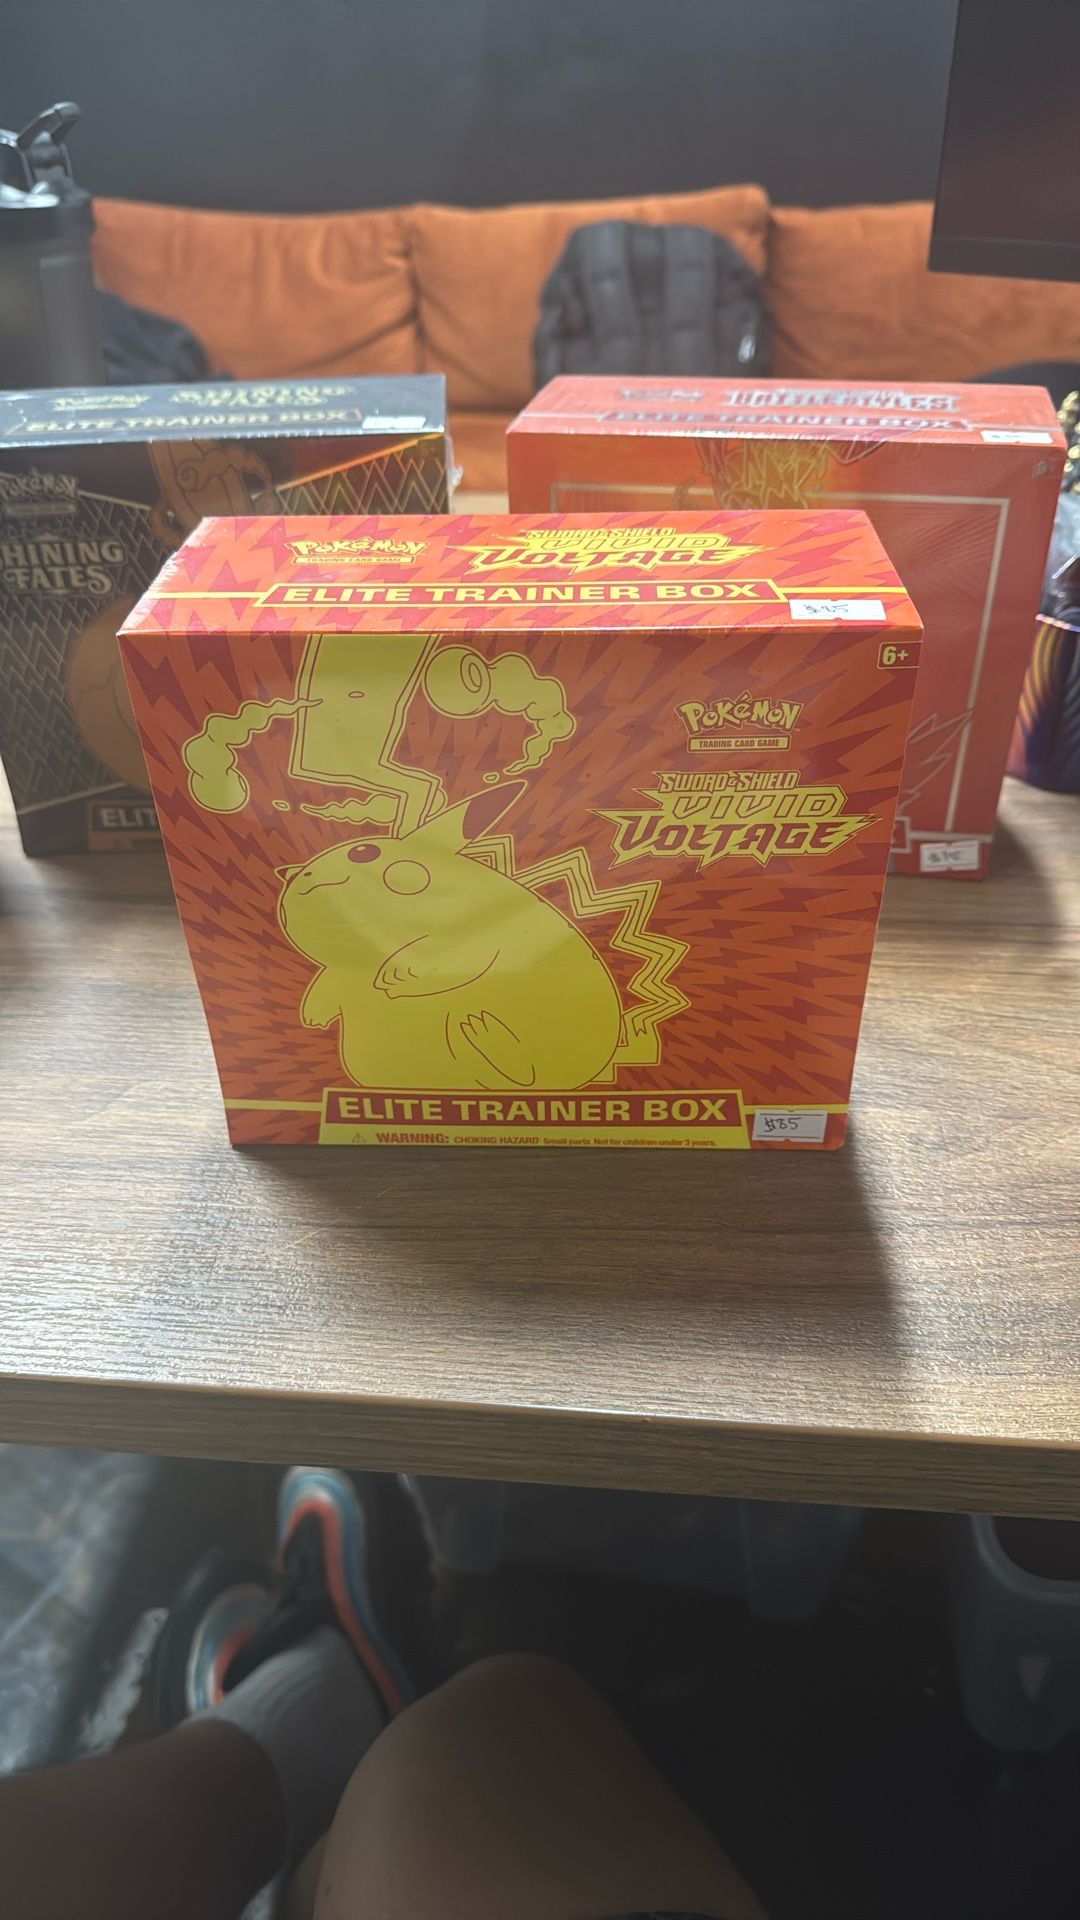 ELITE TRAINER BOX
Pokémon
SHINING
FATES
ELIT
ELITE TRAINER BOX
Pokémon
TRADING CARD GAME
SWORD & SHIELD
VIVID
VOLTAGE
ELITE TRAINER BOX
6+
Pokémon
TRADING CARD GAME
SWORD & SHIELD
VIVID
VOLTAGE
ELITE TRAINER BOX
$85
WARNING: CHOKING HAZARD Small parts Not for children under 3 years.